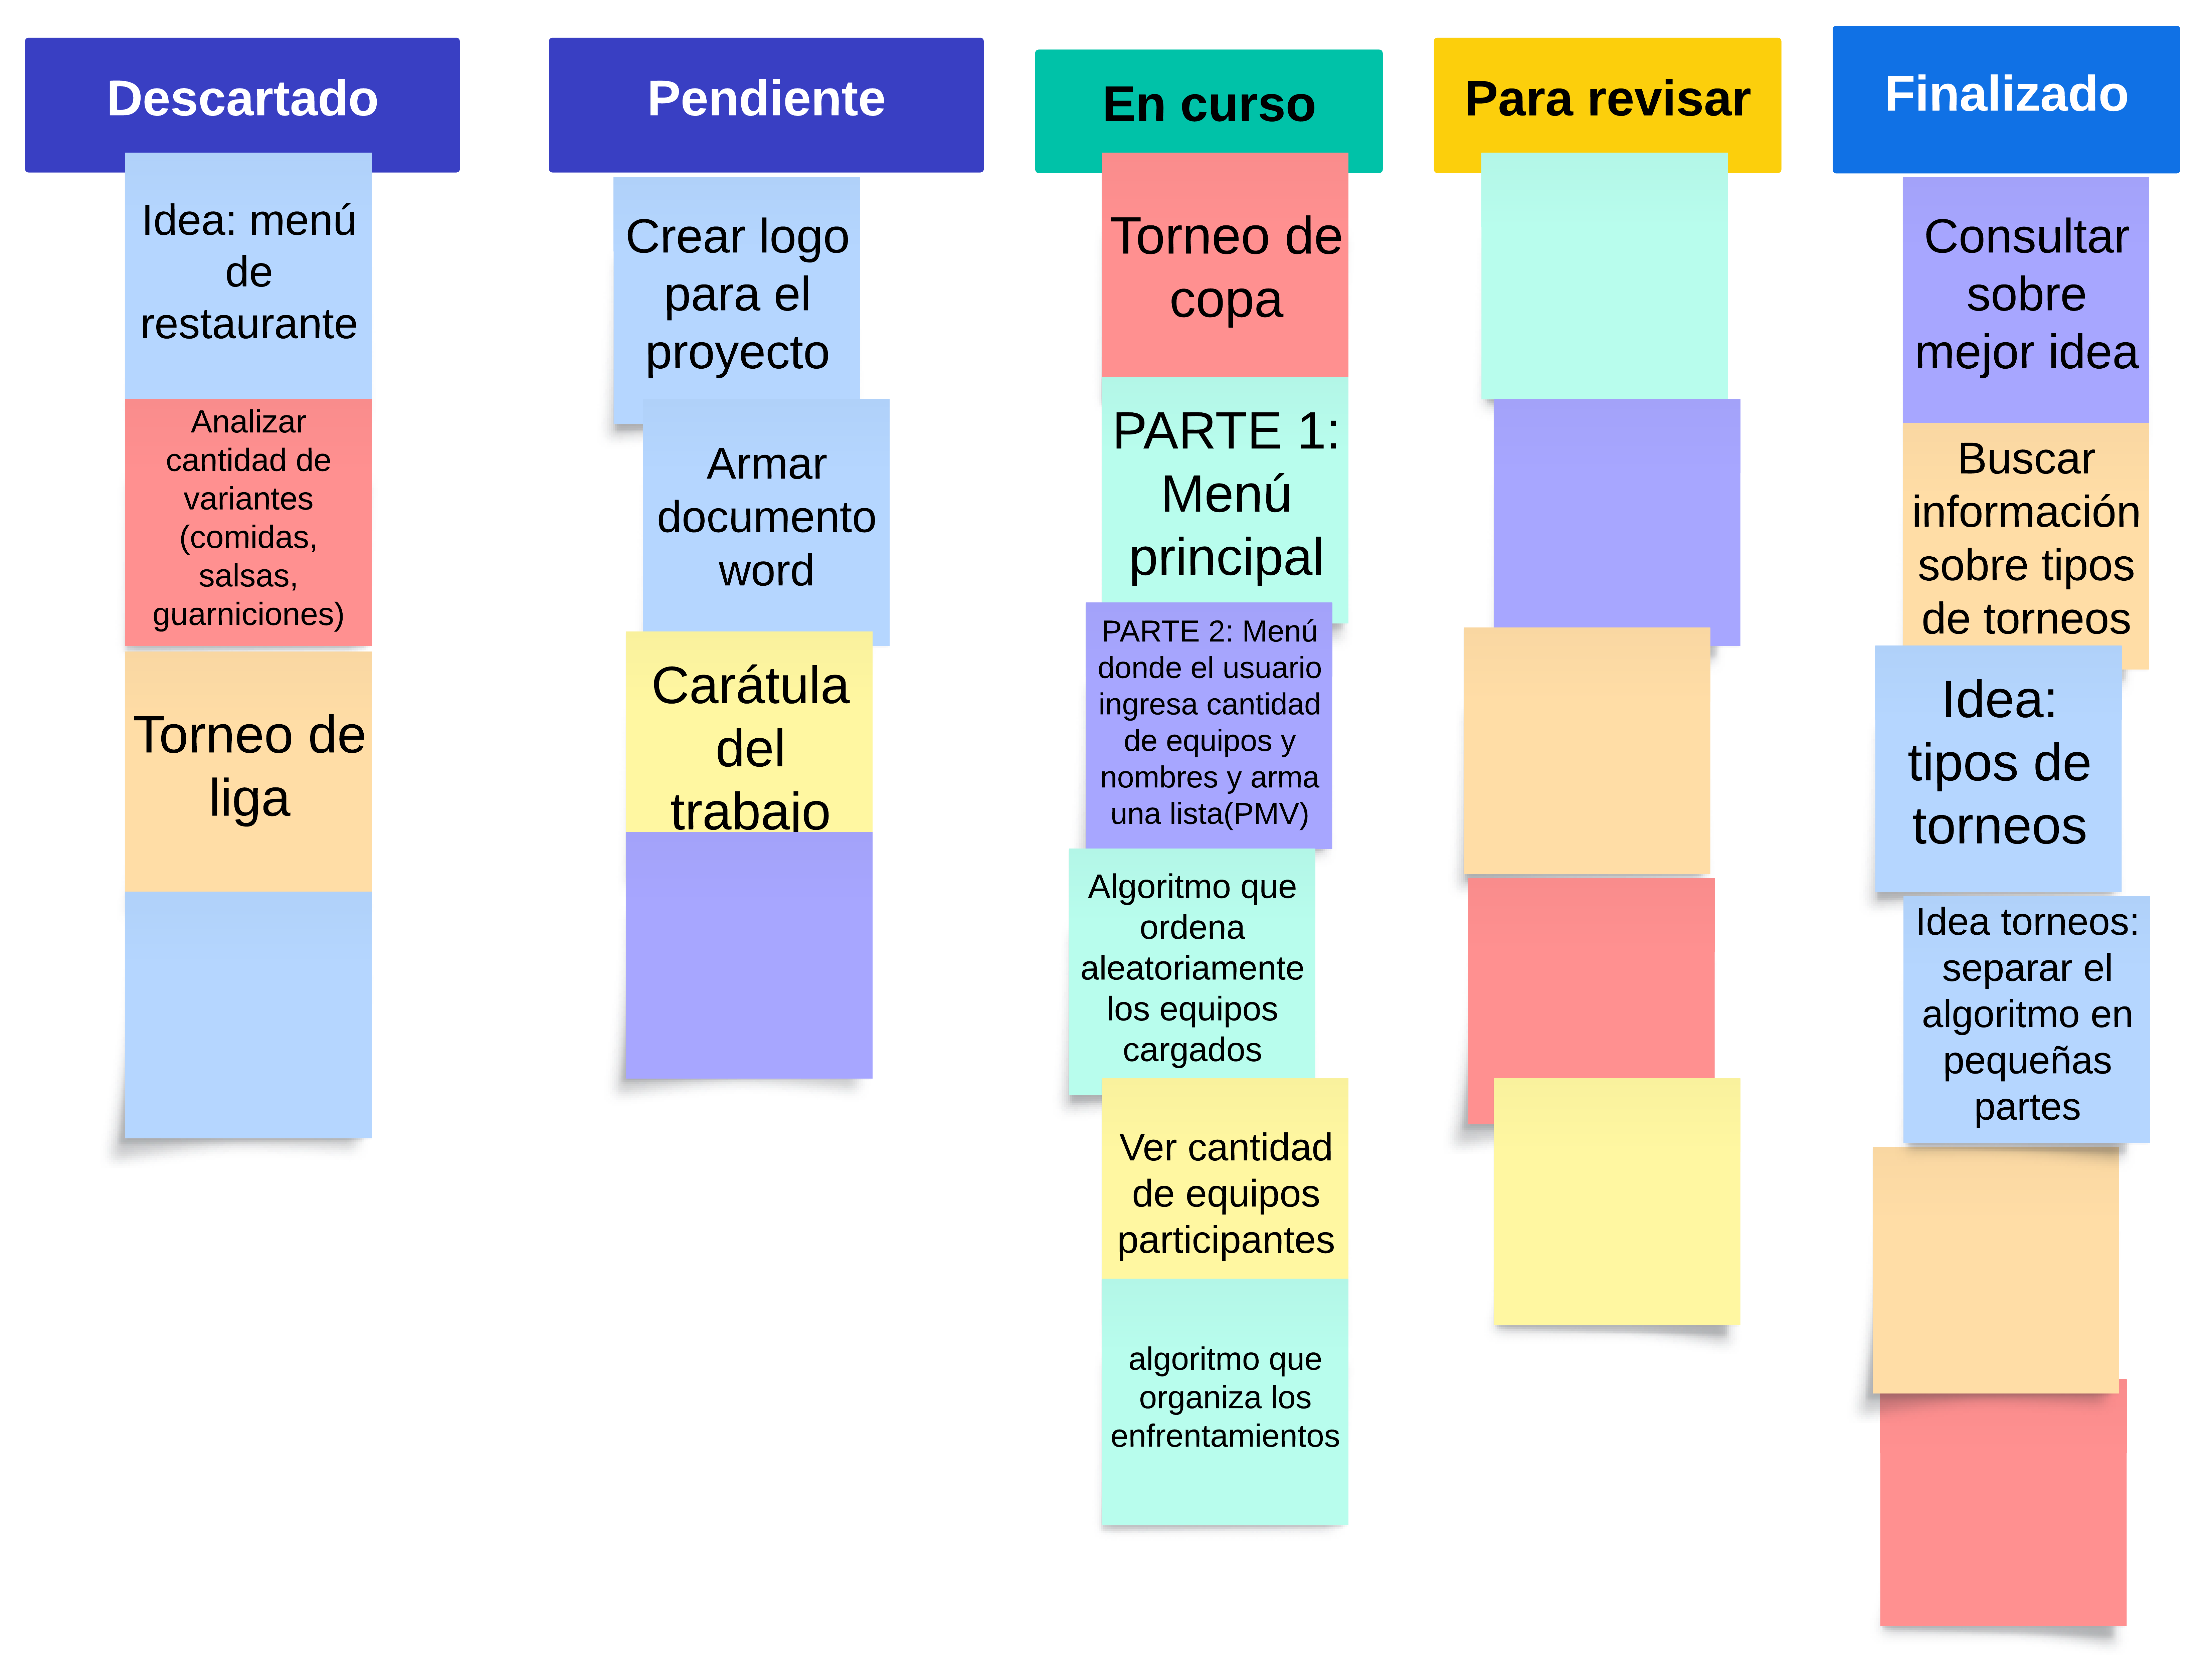 Descartado
Idea: menú
de
restaurante
Analizar
cantidad de
variantes
(comidas,
salsas,
guarniciones)
Torneo de
liga
Pendiente
Crear logo
para el
proyecto
Armar
documento
word
Carátula
del
trabajo
En curso
Torneo de
copa
PARTE 1:
Menú
principal
PARTE 2: Menú
donde el usuario
ingresa cantidad
de equipos y
nombres y arma
una lista(PMV)
Algoritmo que
ordena
aleatoriamente
los equipos
cargados
Ver cantidad
de equipos
participantes
algoritmo que
organiza los
enfrentamientos
Para revisar
Finalizado
Consultar
sobre
mejor idea
Buscar
información
sobre tipos
de torneos
Idea:
tipos de
torneos
Idea torneos:
separar el
algoritmo en
pequeñas
partes